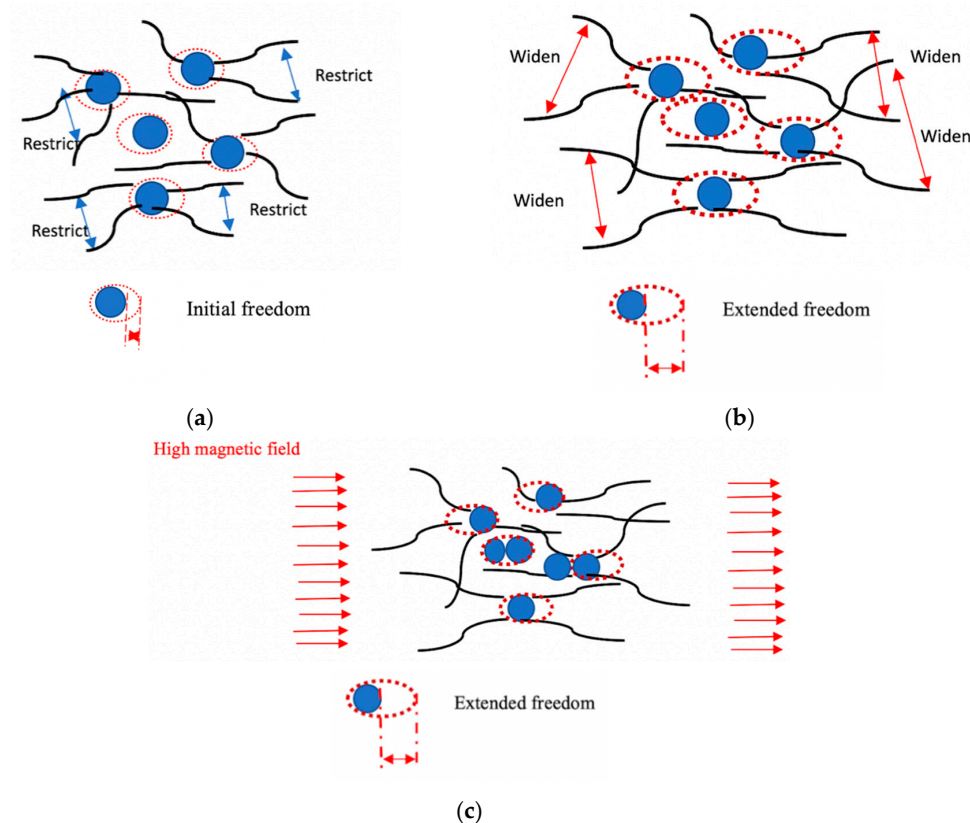 Restrict
Restrict
Restrict
Restrict
Initial freedom
(a)
Widen
Widen
Widen
Widen
Extended freedom
(b)
High magnetic field
Extended freedom
(c)